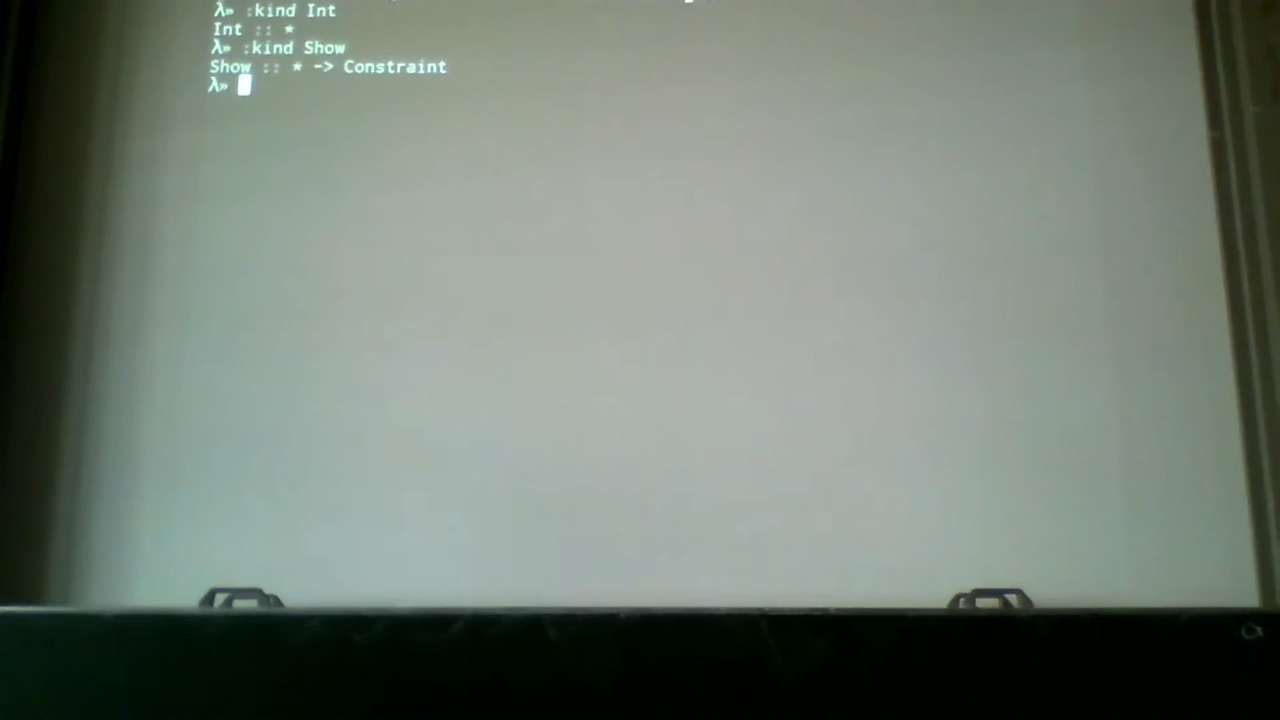 λ» :kind Int
Int :: *
λ» :kind Show
Show :: * -> Constraint
λ»